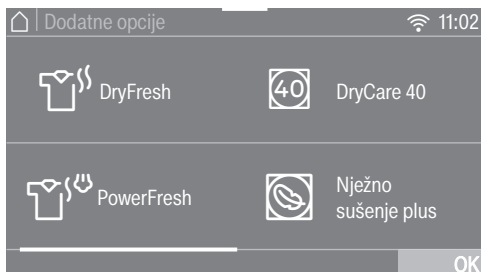 Dodatne opcije 11:02
DryFresh
40
DryCare 40
PowerFresh
Nježno
sušenje plus
OK